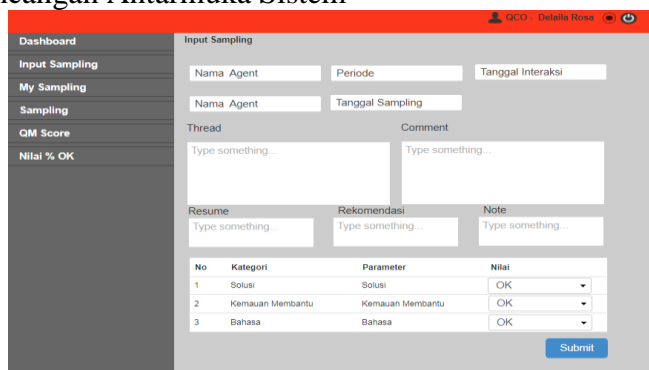 ncangan Antarmuka Sistem
QCO - Delaila Rosa
Dashboard
Input Sampling
My Sampling
Sampling
QM Score
Nilai % OK
Input Sampling
Nama Agent Periode Tanggal Interaksi
Nama Agent Tanggal Sampling
Thread Comment
Type something... Type something...
Resume Rekomendasi Note
Type something... Type something... Type something...
No Kategori Parameter Nilai
1 Solusi Solusi OK
2 Kemauan Membantu Kemauan Membantu OK
3 Bahasa Bahasa OK
Submit